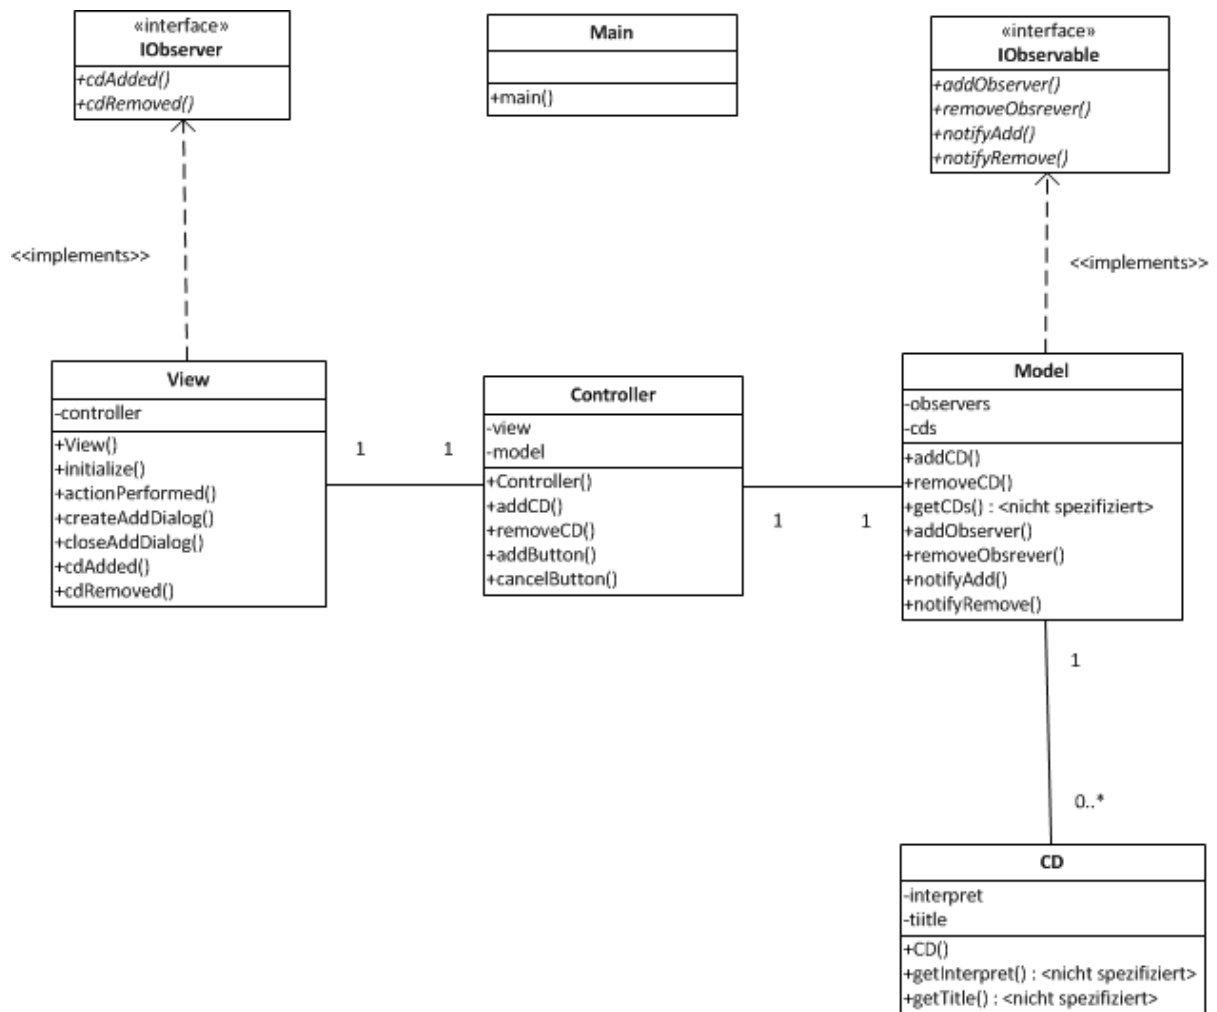 «interface»
IObserver
+cdAdded()
+cdRemoved()
Main
+main()
«interface»
IObservable
+addObserver()
+removeObsrever()
+notifyAdd()
+notifyRemove()
<<implements>>
<<implements>>
View
-controller
+View()
+initialize()
+actionPerformed()
+createAddDialog()
+closeAddDialog()
+cdAdded()
+cdRemoved()
1
1
Controller
-view
-model
+Controller()
+addCD()
+removeCD()
+addButton()
+cancelButton()
1
1
Model
-observers
-cds
+addCD()
+removeCD()
+getCDs() : <nicht spezifiziert>
+addObserver()
+removeObsrever()
+notifyAdd()
+notifyRemove()
1
0..*
CD
-interpret
-tiitle
+CD()
+getInterpret() : <nicht spezifiziert>
+getTitle() : <nicht spezifiziert>